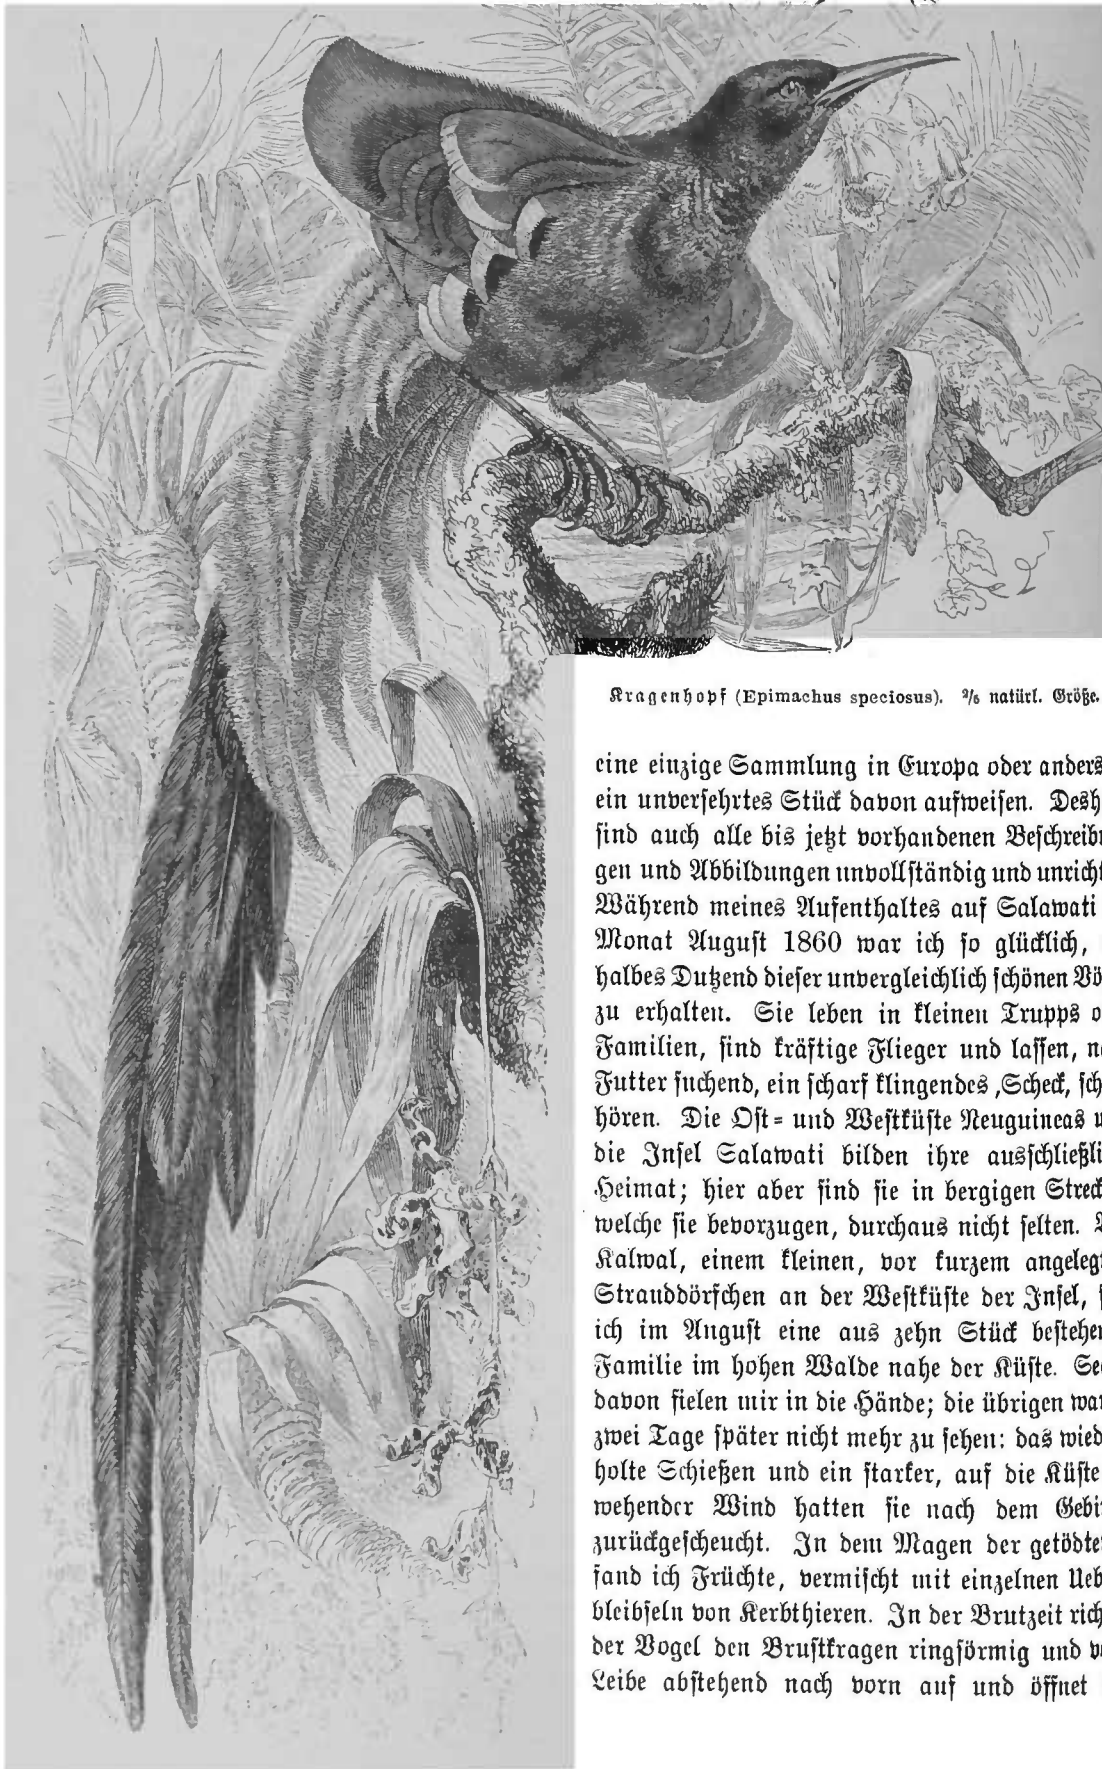 Kragenhopf (Epimachus speciosus). ²/₅ natürl. Größe.
eine einzige Sammlung in Europa oder anders
ein unversehrtes Stück davon aufweisen. Desh
sind auch alle bis jetzt vorhandenen Beschreibu
gen und Abbildungen unvollständig und unricht
Während meines Aufenthaltes auf Salawati
Monat August 1860 war ich so glücklich,
halbes Dutzend dieser unvergleichlich schönen Vö
zu erhalten. Sie leben in kleinen Trupps o
Familien, sind kräftige Flieger und lassen, na
Futter suchend, ein scharf klingendes ‚Scheck, sch
hören. Die Ost- und Westküste Neuguineas u
die Insel Salawati bilden ihre ausschließli
Heimat; hier aber sind sie in bergigen Streck
welche sie bevorzugen, durchaus nicht selten.
Kalwal, einem kleinen, vor kurzem angelegt
Stranddörfchen an der Westküste der Insel, s
ich im August eine aus zehn Stück bestehen
Familie im hohen Walde nahe der Küste. Se
davon fielen mir in die Hände; die übrigen war
zwei Tage später nicht mehr zu sehen: das wied
holte Schießen und ein starker, auf die Küste
wehender Wind hatten sie nach dem Gebi
zurückgescheucht. In dem Magen der getödte
fand ich Früchte, vermischt mit einzelnen Ueb
bleibseln von Kerbthieren. In der Brutzeit rich
der Vogel den Brustkragen ringförmig und v
Leibe abstehend nach vorn auf und öffnet